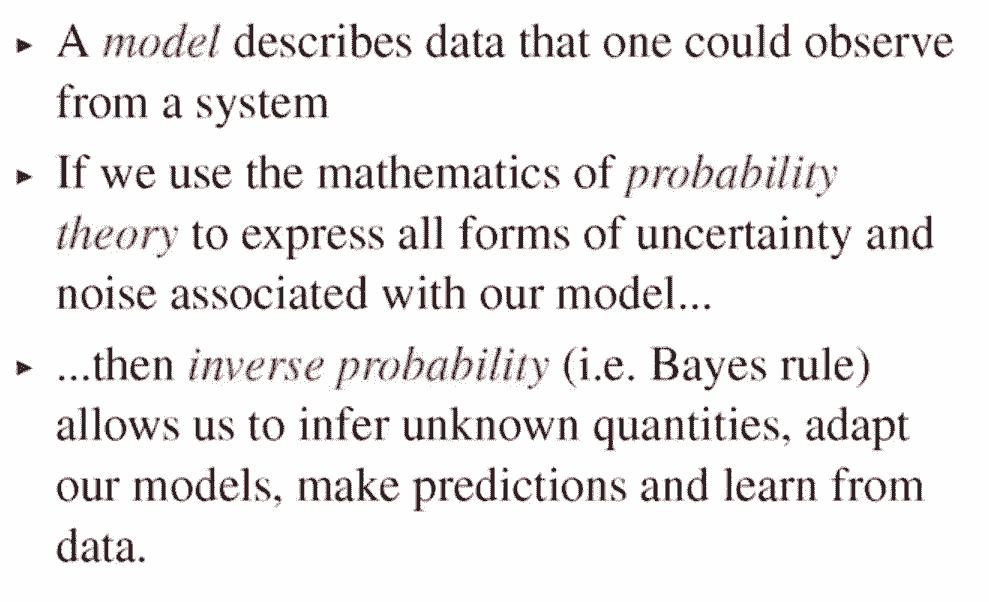 ▸ A model describes data that one could observe
from a system
▸ If we use the mathematics of probability
theory to express all forms of uncertainty and
noise associated with our model...
▸ ...then inverse probability (i.e. Bayes rule)
allows us to infer unknown quantities, adapt
our models, make predictions and learn from
data.